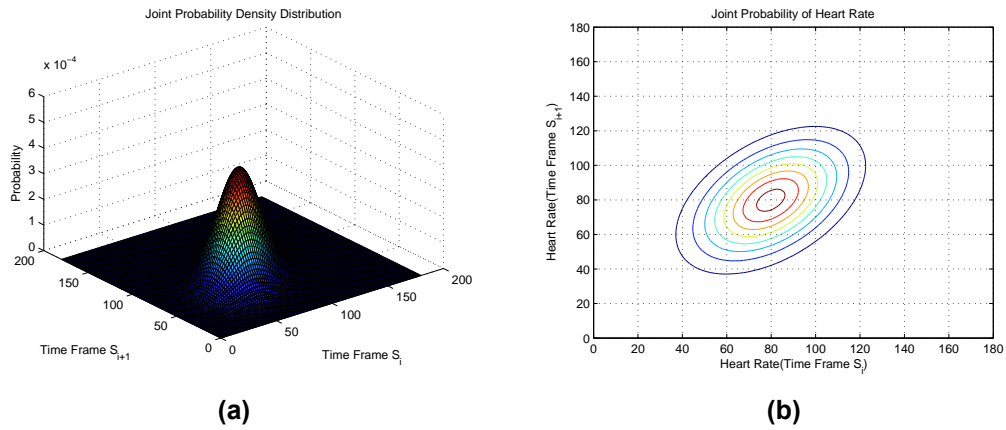 Joint Probability Density Distribution
x 10⁻⁴
6
5
4
3
2
1
0
Probability
200
150
100
50
0
Time Frame S_{i+1}
0
50
100
150
200
Time Frame S_i
(a)
Joint Probability of Heart Rate
180
160
140
120
100
80
60
40
20
0
Heart Rate(Time Frame S_{i+1})
0 20 40 60 80 100 120 140 160 180
Heart Rate(Time Frame S_i)
(b)